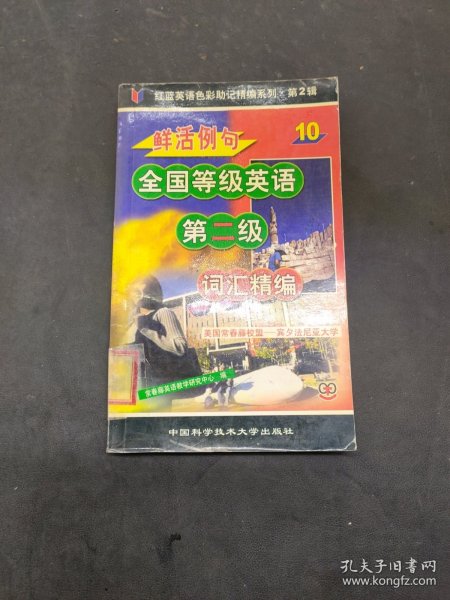 红蓝英语色彩助记精编系列·第2辑
鲜活例句
10
全国等级英语
第二级
词汇精编
美国常春藤校盟——宾夕法尼亚大学
常春藤英语教学研究中心 编
中国科学技术大学出版社
孔夫子旧书网
www.kongfz.com